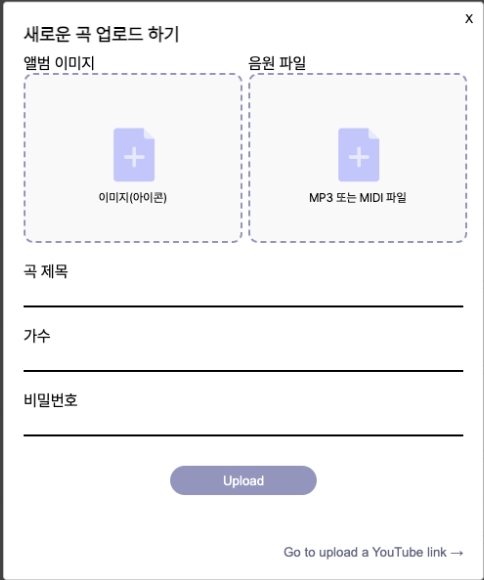 x
새로운 곡 업로드 하기
앨범 이미지
음원 파일
이미지(아이콘)
MP3 또는 MIDI 파일
곡 제목
가수
비밀번호
Upload
Go to upload a YouTube link →